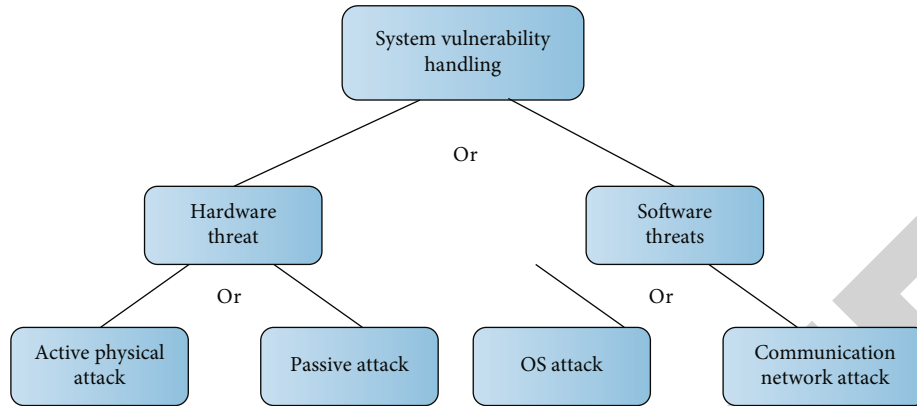 System vulnerability
handling
Or
Hardware
threat
Software
threats
Or
Or
Active physical
attack
Passive attack
OS attack
Communication
network attack